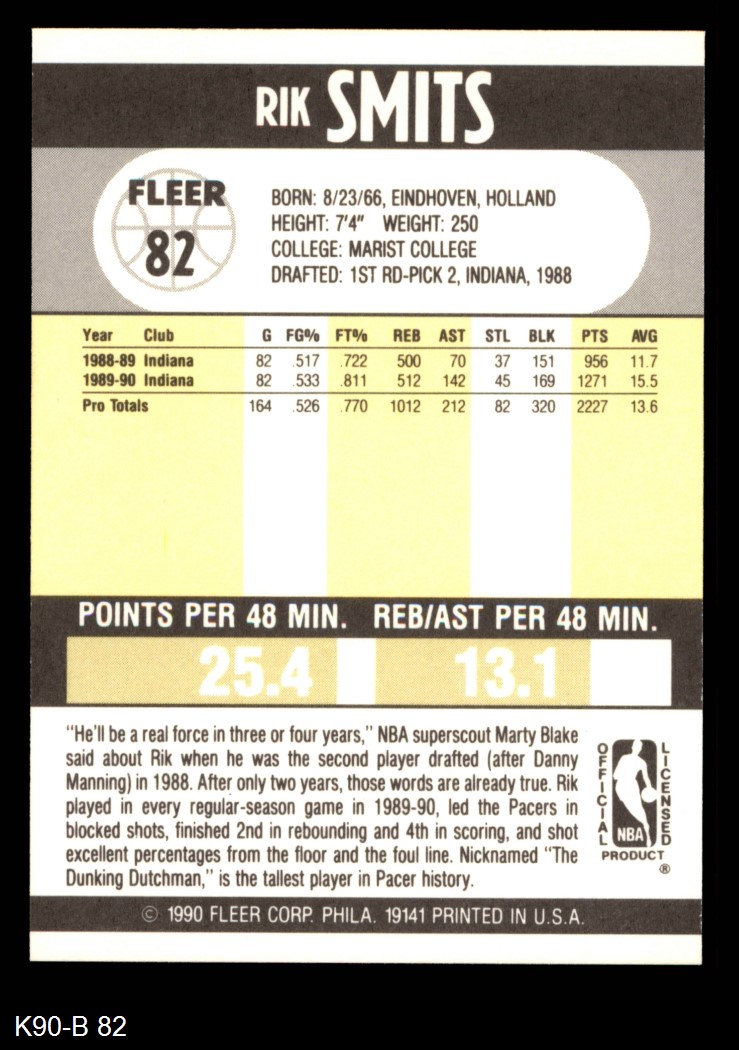 RIK SMITS
FLEER
82
BORN: 8/23/66, EINDHOVEN, HOLLAND
HEIGHT: 7'4" WEIGHT: 250
COLLEGE: MARIST COLLEGE
DRAFTED: 1ST RD-PICK 2, INDIANA, 1988
Year Club G FG% FT% REB AST STL BLK PTS AVG
1988-89 Indiana 82 .517 .722 500 70 37 151 956 11.7
1989-90 Indiana 82 .533 .811 512 142 45 169 1271 15.5
Pro Totals 164 .526 .770 1012 212 82 320 2227 13.6
POINTS PER 48 MIN. REB/AST PER 48 MIN.
25.4 13.1
"He'll be a real force in three or four years," NBA superscout Marty Blake
said about Rik when he was the second player drafted (after Danny
Manning) in 1988. After only two years, those words are already true. Rik
played in every regular-season game in 1989-90, led the Pacers in
blocked shots, finished 2nd in rebounding and 4th in scoring, and shot
excellent percentages from the floor and the foul line. Nicknamed "The
Dunking Dutchman," is the tallest player in Pacer history.
OFFICIAL
LICENSED
NBA
PRODUCT
®
© 1990 FLEER CORP. PHILA. 19141 PRINTED IN U.S.A.
K90-B 82